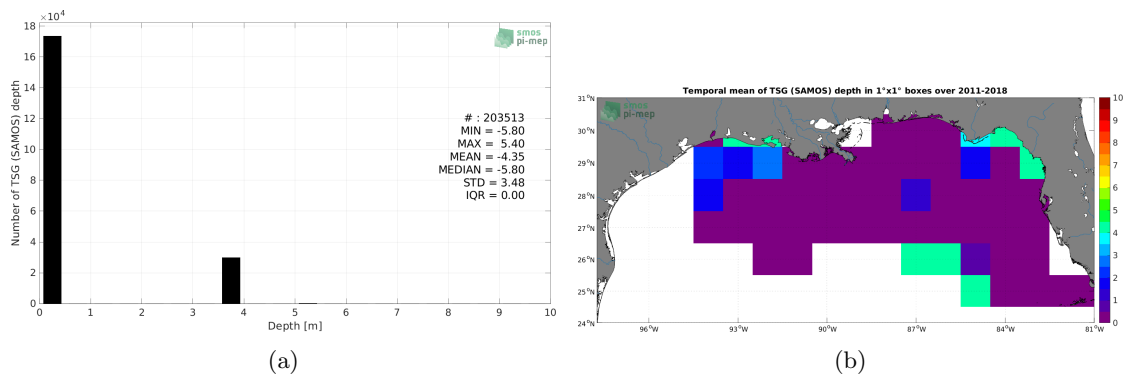 ×10⁴
18
16
14
12
10
8
6
4
2
0
Number of TSG (SAMOS) depth
smos
pi-mep
# : 203513
MIN = -5.80
MAX = 5.40
MEAN = -4.35
MEDIAN = -5.80
STD = 3.48
IQR = 0.00
0 1 2 3 4 5 6 7 8 9 10
Depth [m]
(a)
Temporal mean of TSG (SAMOS) depth in 1°x1° boxes over 2011-2018
smos
pi-mep
31°N
30°N
29°N
28°N
27°N
26°N
25°N
24°N
96°W 93°W 90°W 87°W 84°W 81°W
10
9
8
7
6
5
4
3
2
1
0
(b)